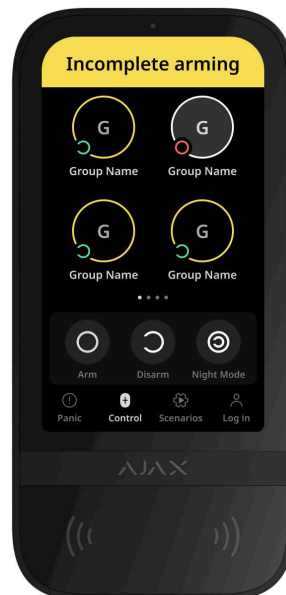 Incomplete arming
G
G
Group Name
Group Name
G
G
Group Name
Group Name
Arm
Disarm
Night Mode
Panic
Control
Scenarios
Log in
AJAX